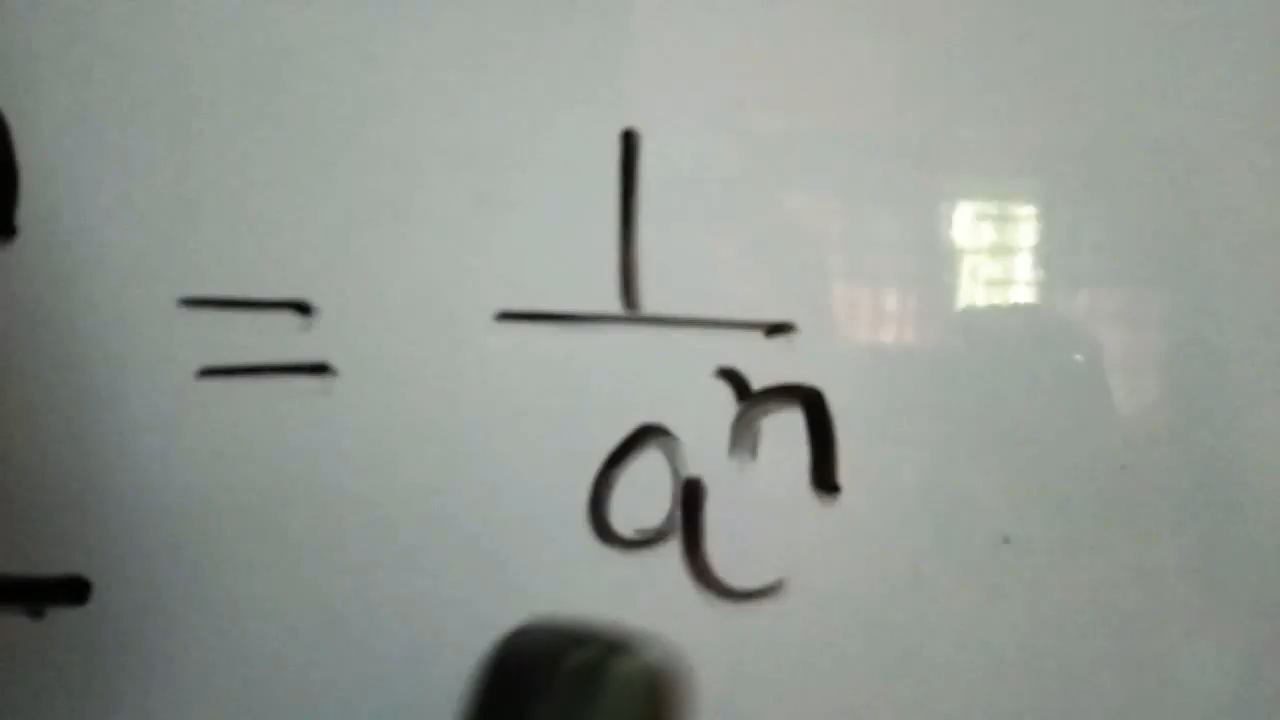 = 1/aⁿ